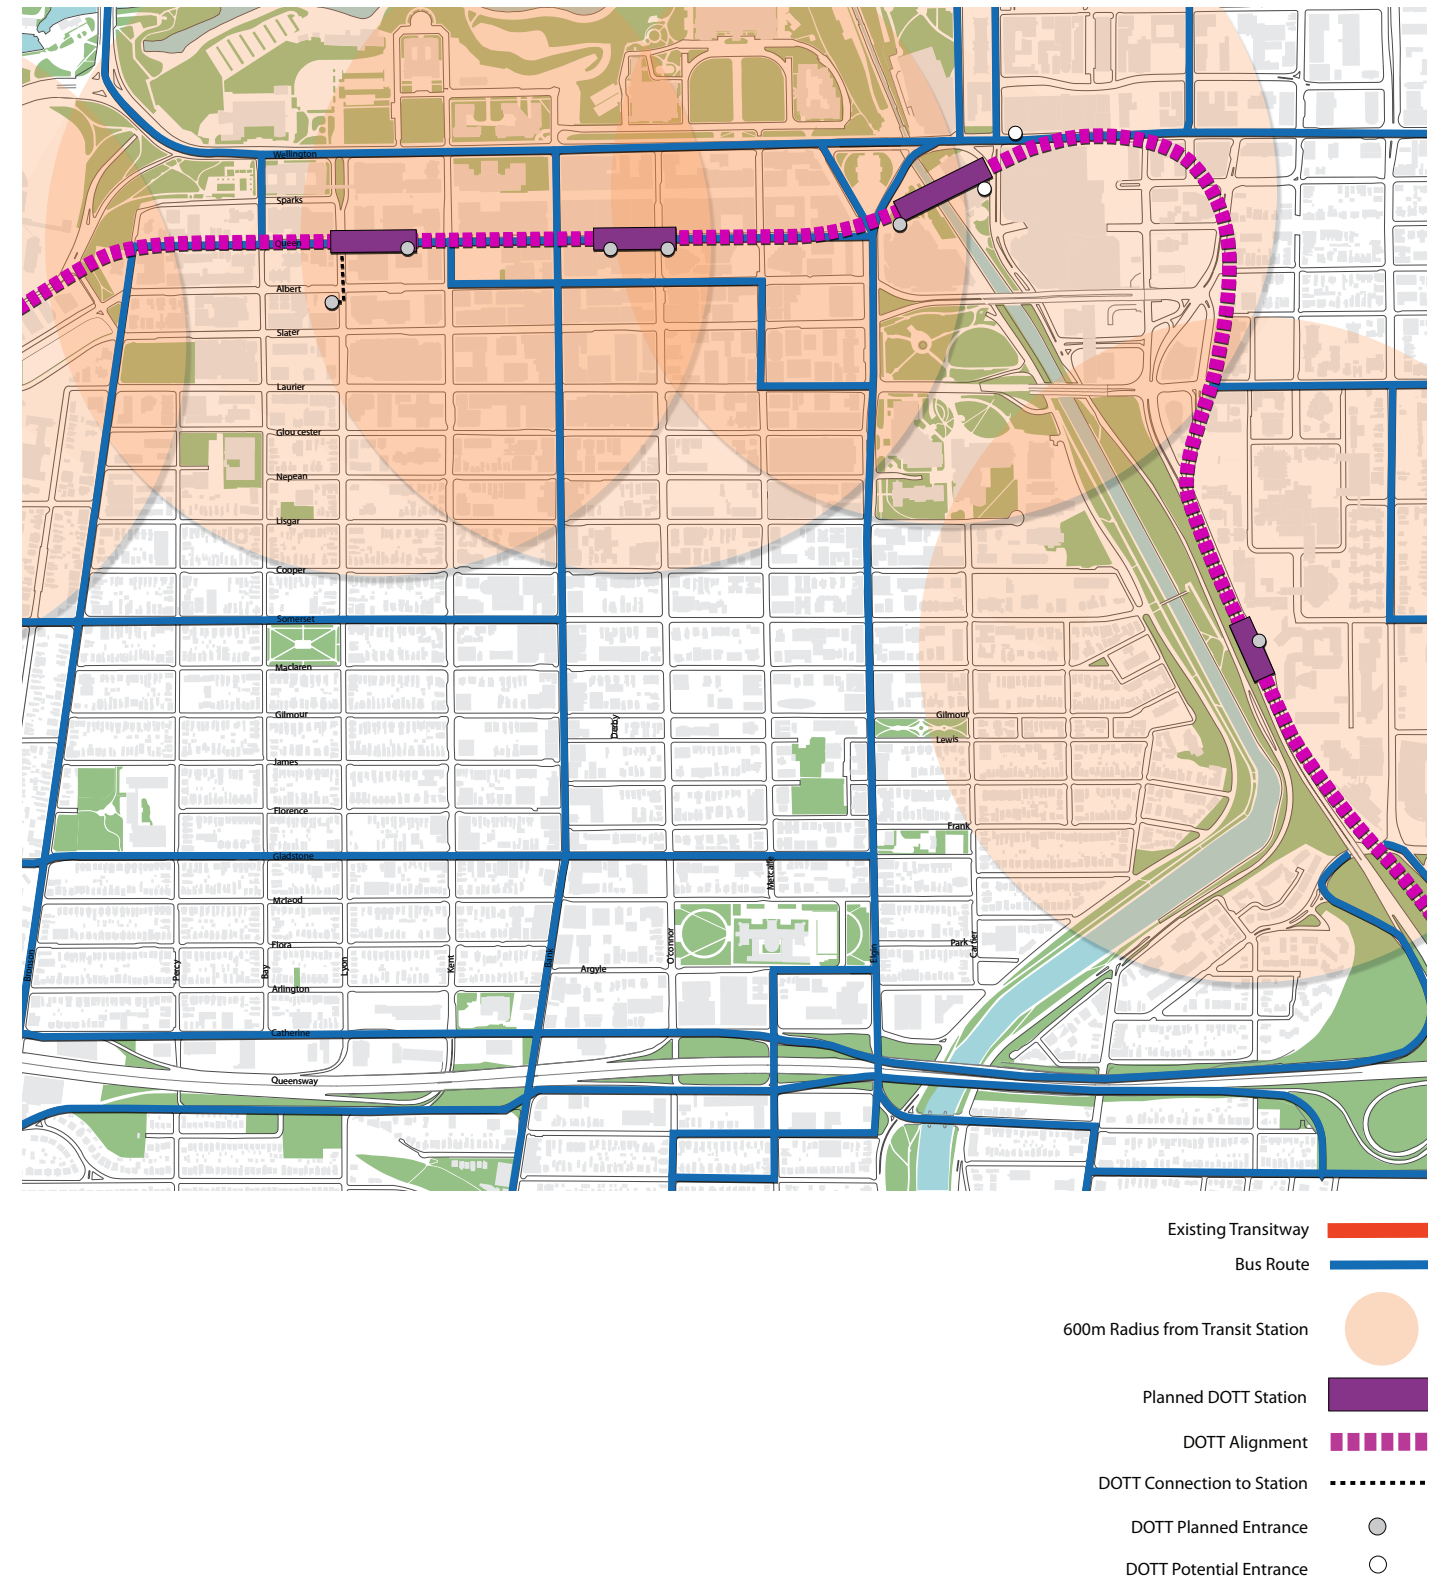 Wellington
Sparks
Queen
Albert
Slater
Laurier
Glou cester
Nepean
Lisgar
Cooper
Somerset
Maclaren
Gilmour
Gilmour
Derby
Lewis
James
Florence
Frank
Gladstone
Metcalfe
Mcleod
Flora
Park
Cartier
Bronson
Percy
Bay
Lyon
Kent
Bank
O'connor
Elgin
Argyle
Arlington
Catherine
Queensway
Existing Transitway
Bus Route
600m Radius from Transit Station
Planned DOTT Station
DOTT Alignment
DOTT Connection to Station
DOTT Planned Entrance
DOTT Potential Entrance